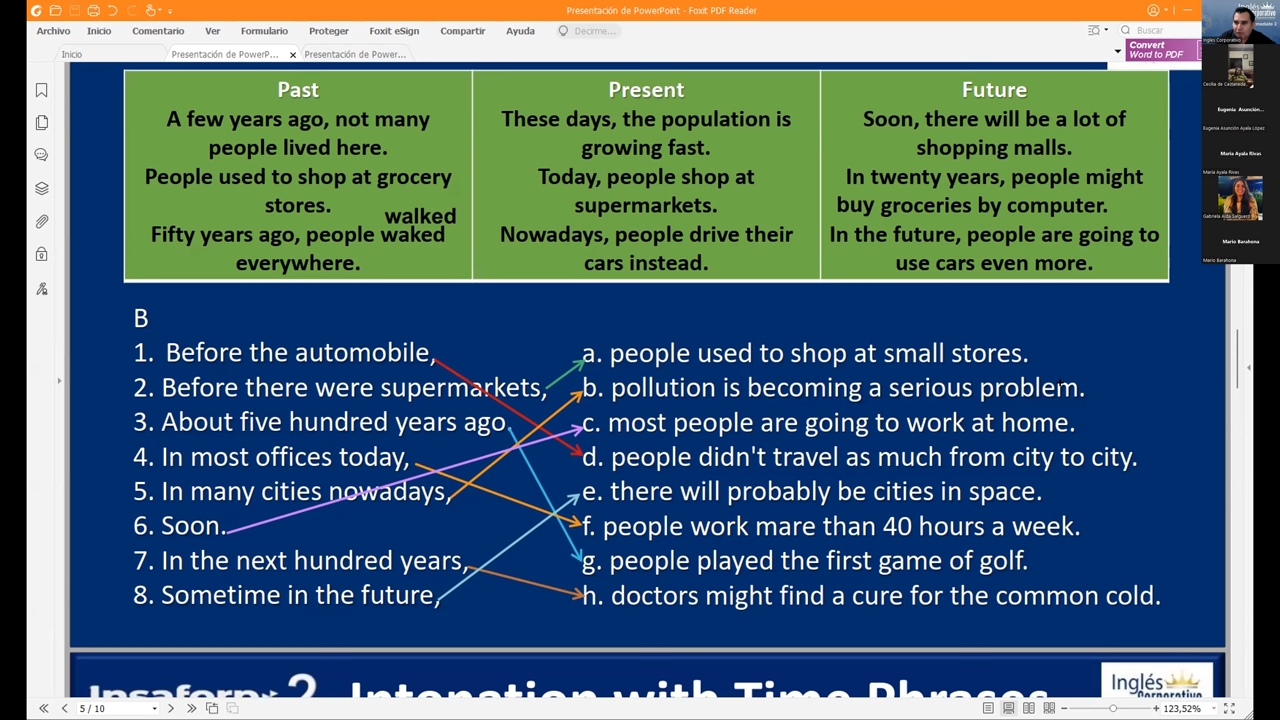 Presentación de PowerPoint - Foxit PDF Reader
Archivo Inicio Comentario Ver Formulario Proteger Foxit eSign Compartir Ayuda Decirme... Buscar
Inicio Presentación de PowerP... × Presentación de PowerP...
Convert
Word to PDF
Past Present Future
A few years ago, not many
people lived here.
People used to shop at grocery
stores.
walked
Fifty years ago, people waked
everywhere.
These days, the population is
growing fast.
Today, people shop at
supermarkets.
Nowadays, people drive their
cars instead.
Soon, there will be a lot of
shopping malls.
In twenty years, people might
buy groceries by computer.
In the future, people are going to
use cars even more.
B
1. Before the automobile,
2. Before there were supermarkets,
3. About five hundred years ago.
4. In most offices today,
5. In many cities nowadays,
6. Soon.
7. In the next hundred years,
8. Sometime in the future,
a. people used to shop at small stores.
b. pollution is becoming a serious problem.
c. most people are going to work at home.
d. people didn't travel as much from city to city.
e. there will probably be cities in space.
f. people work mare than 40 hours a week.
g. people played the first game of golf.
h. doctors might find a cure for the common cold.
Insaforp 2 Intonation with Time Phrases
Inglés
Corporativo
5 / 10
123,52%
Inglés Corporativo
Cecilia de Castaneda
Eugenia Asunción...
Eugenia Asunción Ayala López
Maria Ayala Rivas
Maria Ayala Rivas
Gabriela Aida Salguero
Mario Barahona
Mario Barahona